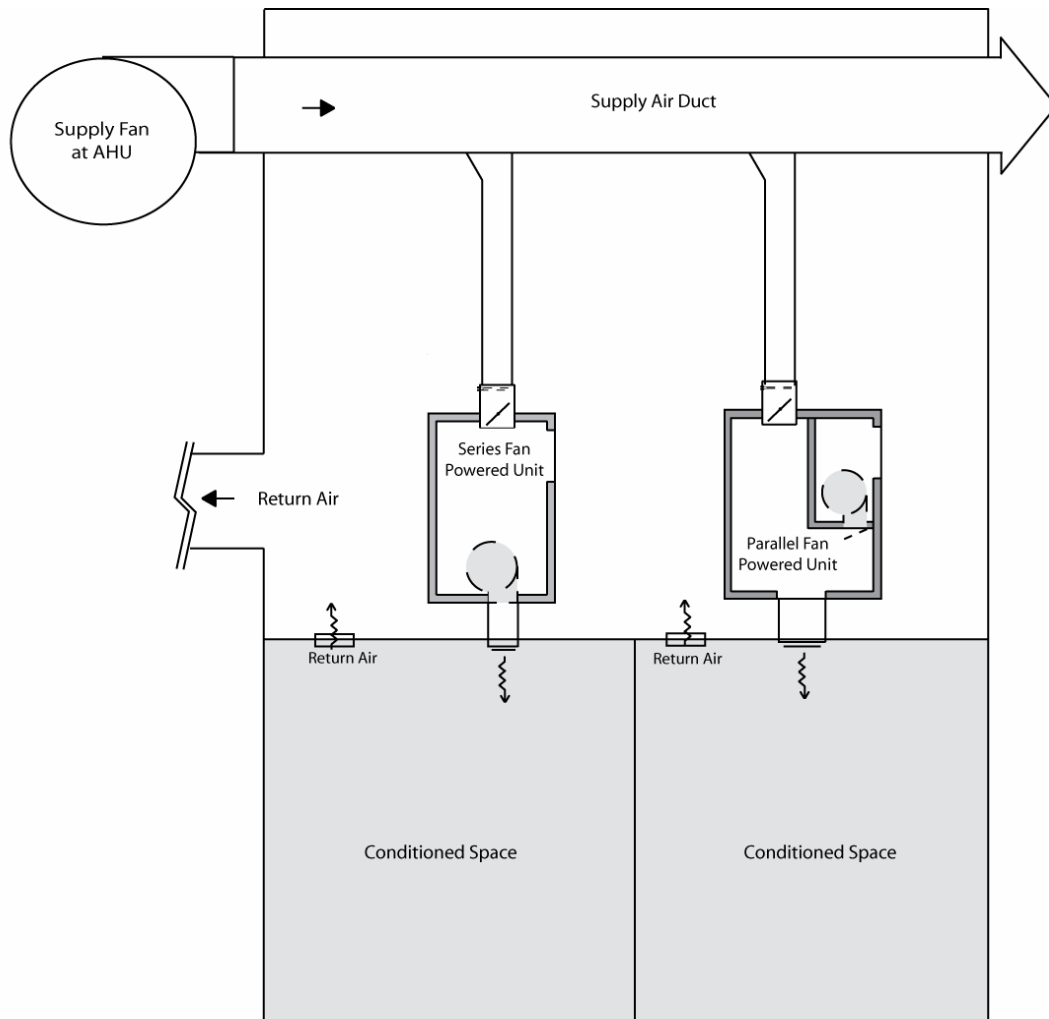 Supply Fan
at AHU
Supply Air Duct
Series Fan
Powered Unit
Return Air
Parallel Fan
Powered Unit
Return Air
Return Air
Conditioned Space
Conditioned Space